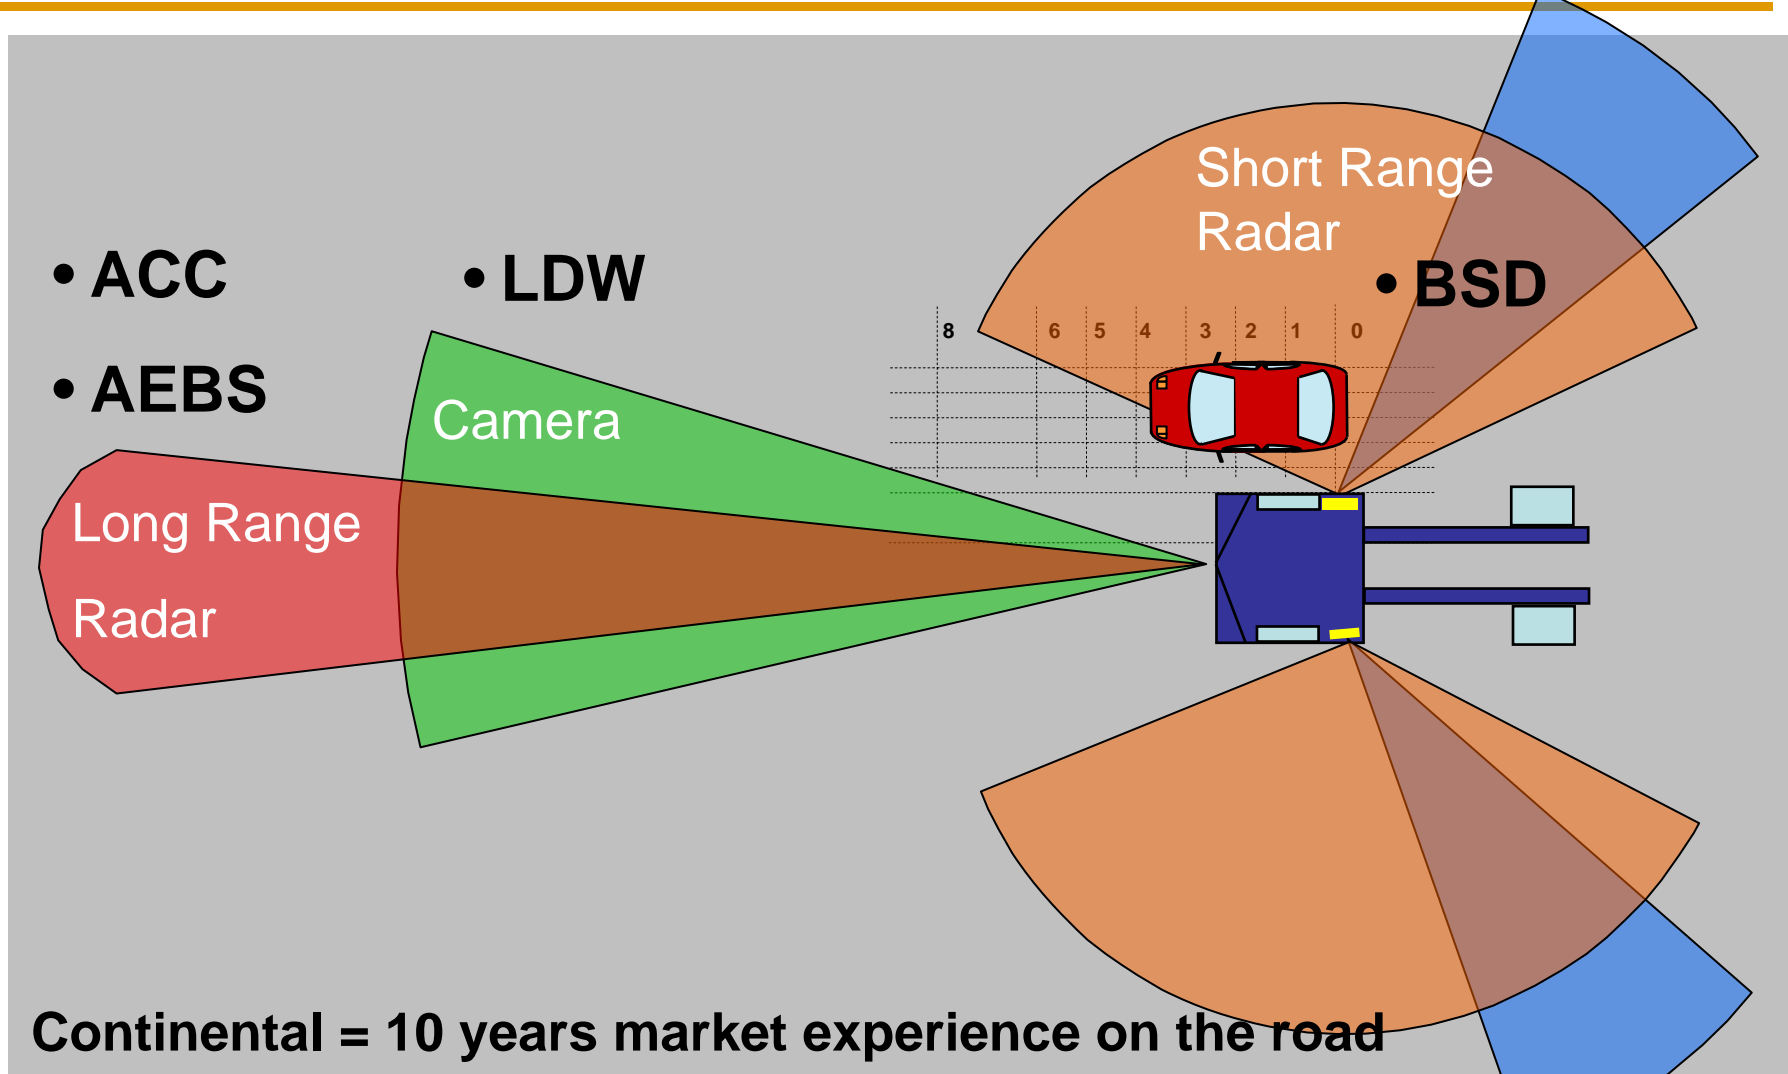 Short Range
Radar
• ACC
• LDW
• BSD
8 6 5 4 3 2 1 0
• AEBS
Camera
Long Range
Radar
Continental = 10 years market experience on the road